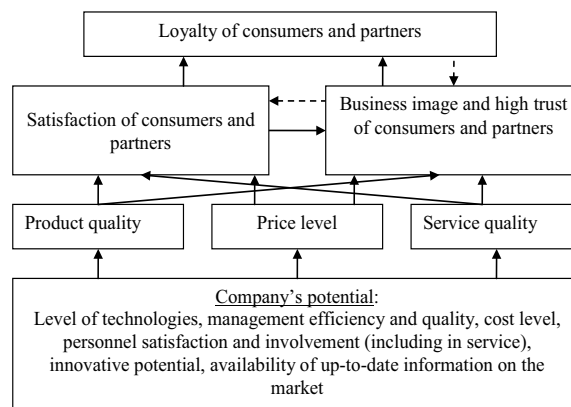 Loyalty of consumers and partners
Satisfaction of consumers and
partners
Business image and high trust
of consumers and partners
Product quality
Price level
Service quality
Company's potential:
Level of technologies, management efficiency and quality, cost level,
personnel satisfaction and involvement (including in service),
innovative potential, availability of up-to-date information on the
market